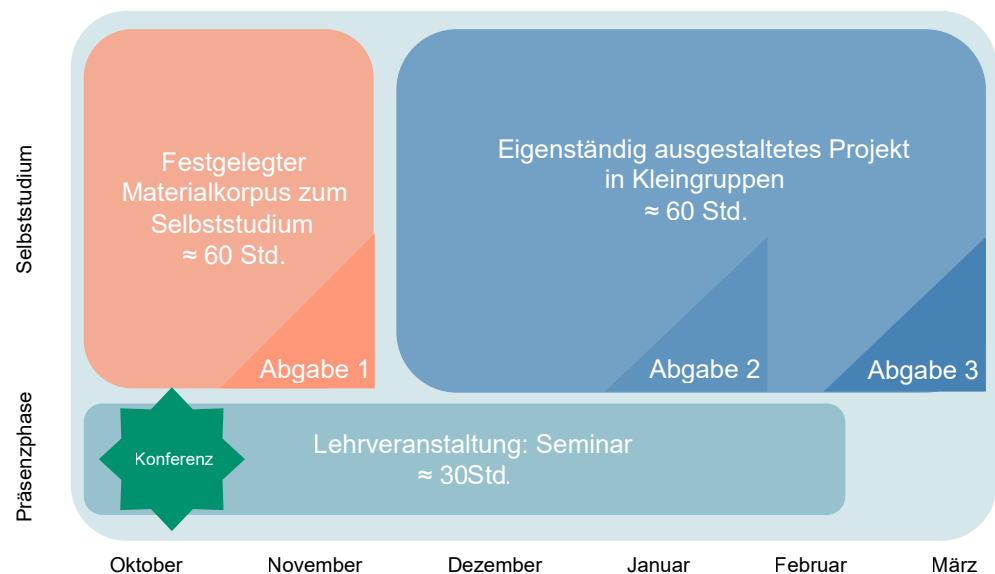 Selbststudium
Festgelegter
Materialkorpus zum
Selbststudium
≈ 60 Std.
Abgabe 1
Eigenständig ausgestaltetes Projekt
in Kleingruppen
≈ 60 Std.
Abgabe 2
Abgabe 3
Präsenzphase
Konferenz
Lehrveranstaltung: Seminar
≈ 30Std.
Oktober November Dezember Januar Februar März